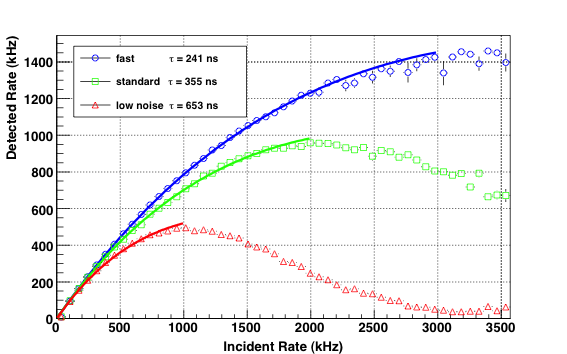 Detected Rate (kHz)
1400
1200
1000
800
600
400
200
0
fast τ = 241 ns
standard τ = 355 ns
low noise τ = 653 ns
0 500 1000 1500 2000 2500 3000 3500
Incident Rate (kHz)